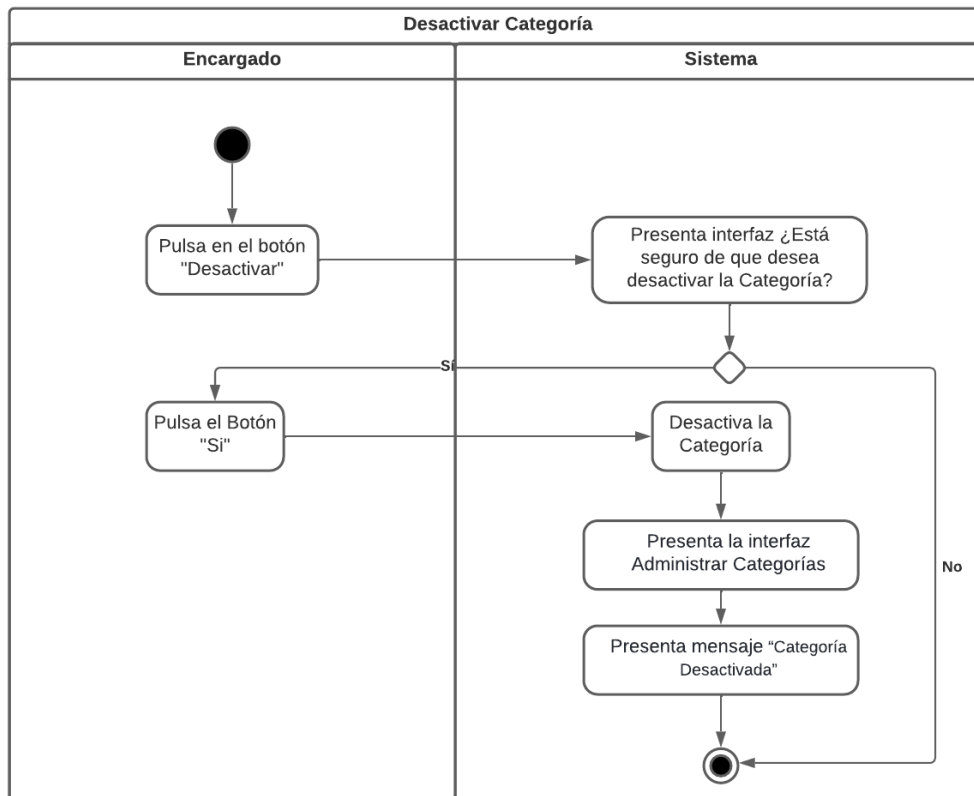 Desactivar Categoría
Encargado
Sistema
Pulsa en el botón
"Desactivar"
Presenta interfaz ¿Está
seguro de que desea
desactivar la Categoría?
Sí
Pulsa el Botón
"Si"
Desactiva la
Categoría
Presenta la interfaz
Administrar Categorías
No
Presenta mensaje “Categoría
Desactivada”